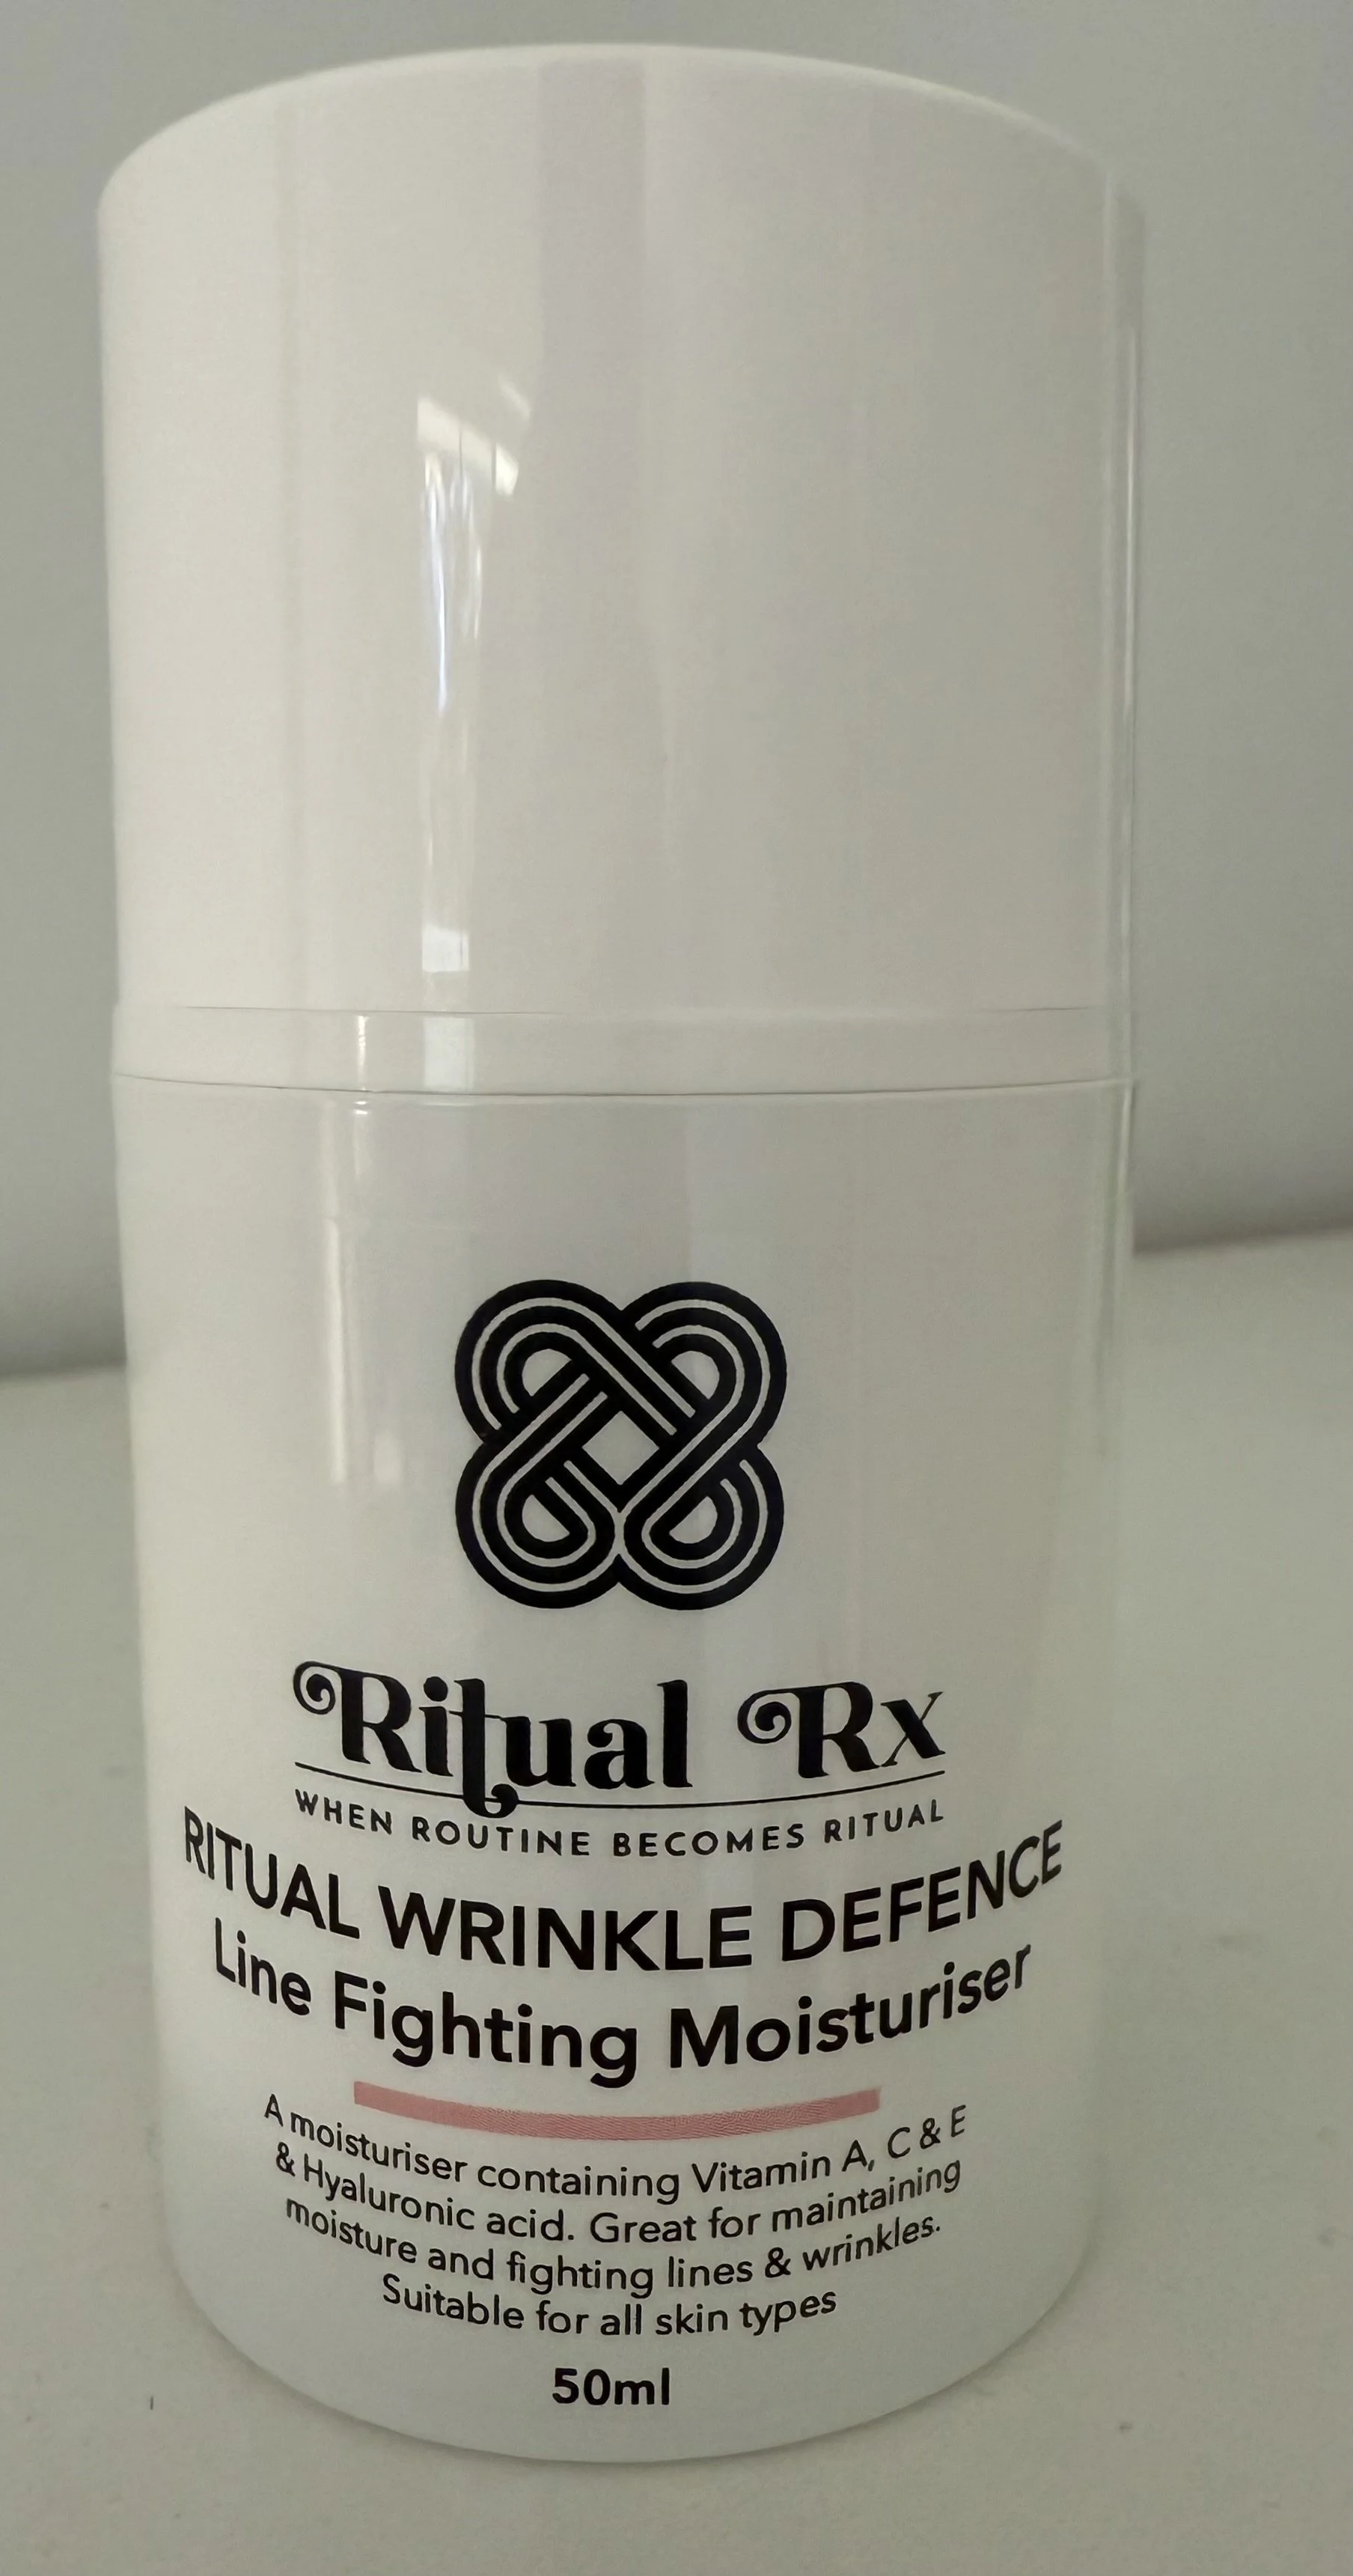 Ritual Rx
WHEN ROUTINE BECOMES RITUAL
RITUAL WRINKLE DEFENCE
Line Fighting Moisturiser
A moisturiser containing Vitamin A, C & E
& Hyaluronic acid. Great for maintaining
moisture and fighting lines & wrinkles.
Suitable for all skin types
50ml